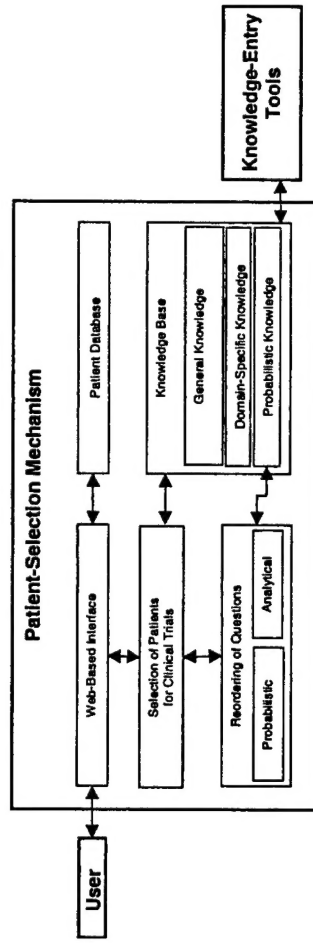 Patient-Selection Mechanism
User
Web-Based Interface
Patient Database
Selection of Patients
for Clinical Trials
Knowledge Base
General Knowledge
Domain-Specific Knowledge
Probabilistic Knowledge
Reordering of Questions
Probabilistic
Analytical
Knowledge-Entry
Tools